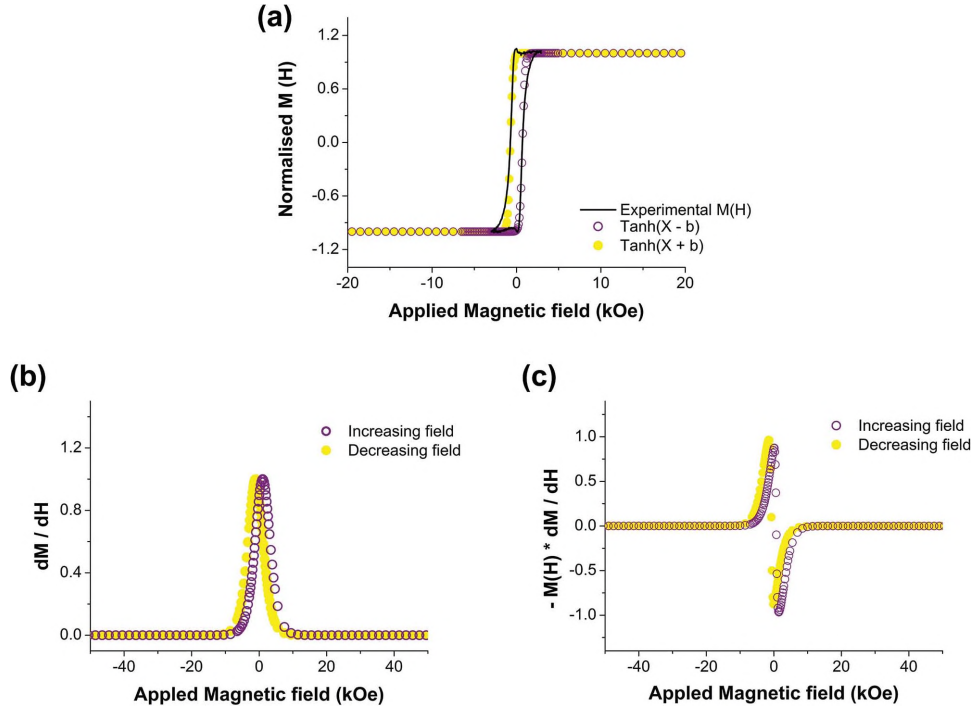 (a)
Normalised M (H)
1.2
0.6
0.0
-0.6
-1.2
Experimental M(H)
Tanh(X - b)
Tanh(X + b)
-20
-10
0
10
20
Applied Magnetic field (kOe)
(b)
dM / dH
1.2
0.8
0.4
0.0
Increasing field
Decreasing field
-40
-20
0
20
40
Appled Magnetic field (kOe)
(c)
- M(H) * dM / dH
1.0
0.5
0.0
-0.5
-1.0
Increasing field
Decreasing field
-40
-20
0
20
40
Appled Magnetic field (kOe)